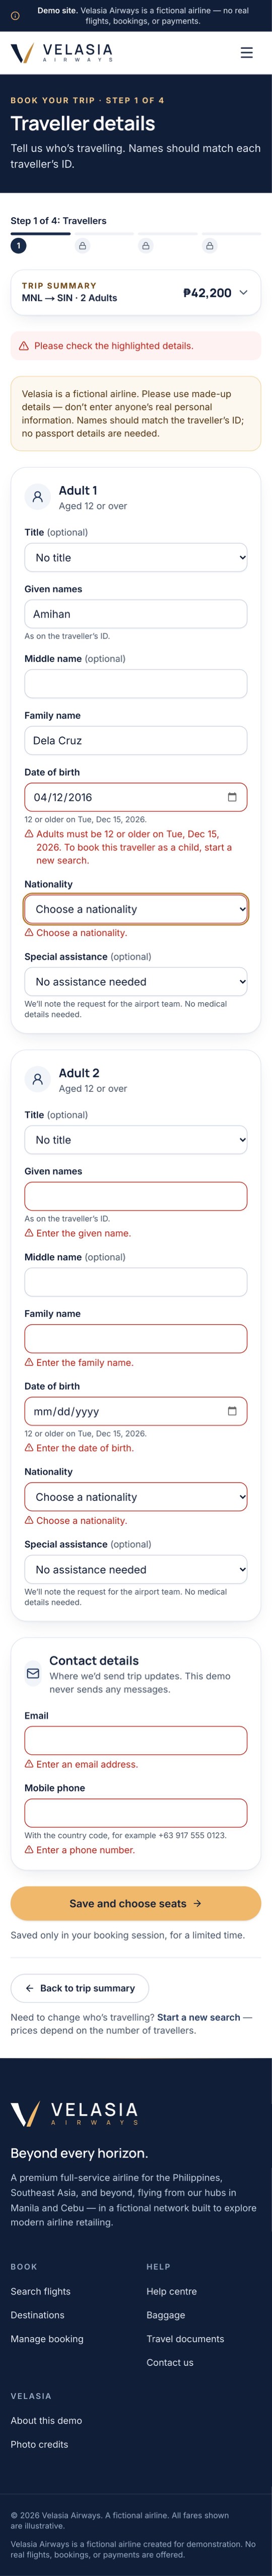 Demo site. Velasia Airways is a fictional airline — no real
flights, bookings, or payments.
VELASIA
AIRWAYS
BOOK YOUR TRIP · STEP 1 OF 4
Traveller details
Tell us who’s travelling. Names should match each
traveller’s ID.
Step 1 of 4: Travellers
1
TRIP SUMMARY
MNL → SIN · 2 Adults
₱42,200
Please check the highlighted details.
Velasia is a fictional airline. Please use made-up
details — don’t enter anyone’s real personal
information. Names should match the traveller’s ID;
no passport details are needed.
Adult 1
Aged 12 or over
Title (optional)
No title
Given names
Amihan
As on the traveller’s ID.
Middle name (optional)
Family name
Dela Cruz
Date of birth
04/12/2016
12 or older on Tue, Dec 15, 2026.
Adults must be 12 or older on Tue, Dec 15,
2026. To book this traveller as a child, start a
new search.
Nationality
Choose a nationality
Choose a nationality.
Special assistance (optional)
No assistance needed
We’ll note the request for the airport team. No medical
details needed.
Adult 2
Aged 12 or over
Title (optional)
No title
Given names
As on the traveller’s ID.
Enter the given name.
Middle name (optional)
Family name
Enter the family name.
Date of birth
mm/dd/yyyy
12 or older on Tue, Dec 15, 2026.
Enter the date of birth.
Nationality
Choose a nationality
Choose a nationality.
Special assistance (optional)
No assistance needed
We’ll note the request for the airport team. No medical
details needed.
Contact details
Where we’d send trip updates. This demo
never sends any messages.
Email
Enter an email address.
Mobile phone
With the country code, for example +63 917 555 0123.
Enter a phone number.
Save and choose seats →
Saved only in your booking session, for a limited time.
← Back to trip summary
Need to change who’s travelling? Start a new search —
prices depend on the number of travellers.
VELASIA
AIRWAYS
Beyond every horizon.
A premium full-service airline for the Philippines,
Southeast Asia, and beyond, flying from our hubs in
Manila and Cebu — in a fictional network built to explore
modern airline retailing.
BOOK
Search flights
Destinations
Manage booking
HELP
Help centre
Baggage
Travel documents
Contact us
VELASIA
About this demo
Photo credits
© 2026 Velasia Airways. A fictional airline. All fares shown
are illustrative.
Velasia Airways is a fictional airline created for demonstration. No
real flights, bookings, or payments are offered.